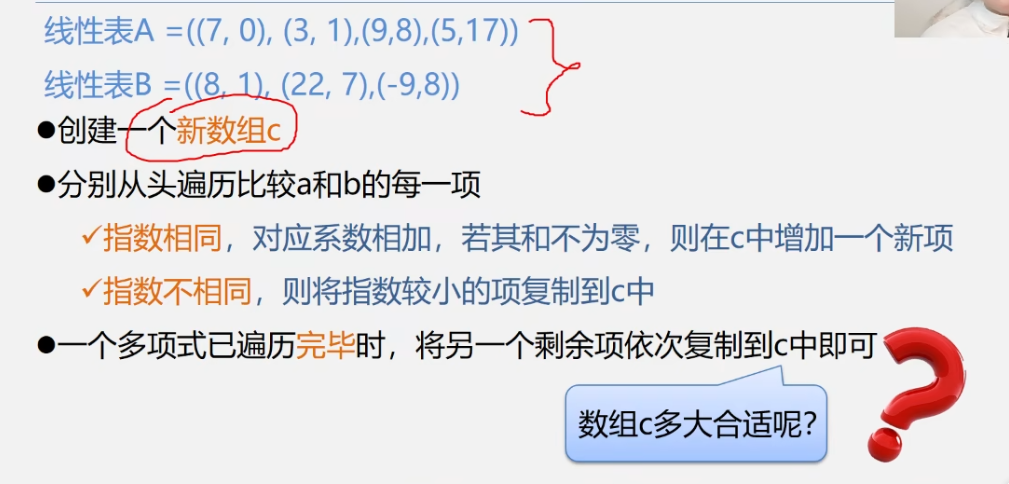 线性表A =((7, 0), (3, 1),(9,8),(5,17))
线性表B =((8, 1), (22, 7),(-9,8))
●创建一个新数组c
●分别从头遍历比较a和b的每一项
✓指数相同，对应系数相加，若其和不为零，则在c中增加一个新项
✓指数不相同，则将指数较小的项复制到c中
●一个多项式已遍历完毕时，将另一个剩余项依次复制到c中即可
数组c多大合适呢?